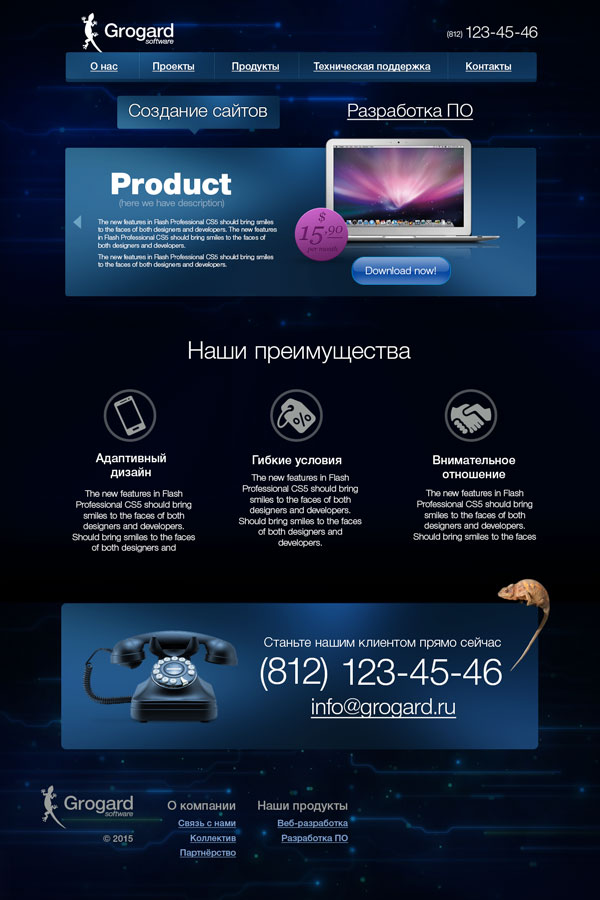 Grogard
software
(812) 123-45-46
О нас
Проекты
Продукты
Техническая поддержка
Контакты
Создание сайтов
Разработка ПО
Product
(here we have description)
The new features in Flash Professional CS5 should bring smiles
to the faces of both designers and developers. The new features
in Flash Professional CS5 should bring smiles to the faces of
both designers and developers.
The new features in Flash Professional CS5 should bring smiles
to the faces of both designers and developers.
$
15,90
per month
Download now!
Наши преимущества
Адаптивный
дизайн
The new features in Flash
Professional CS5 should bring
smiles to the faces of both
designers and developers.
Should bring smiles to the faces
of both designers and
Гибкие условия
The new features in Flash
Professional CS5 should bring
smiles to the faces of both
designers and developers.
Should bring smiles to the faces
of both designers and
developers.
Внимательное
отношение
The new features in Flash
Professional CS5 should bring
smiles to the faces of both
designers and developers.
Should bring smiles to the faces
Станьте нашим клиентом прямо сейчас
(812) 123-45-46
info@grogard.ru
Grogard
software
© 2015
О компании
Связь с нами
Коллектив
Партнёрство
Наши продукты
Веб-разработка
Разработка ПО